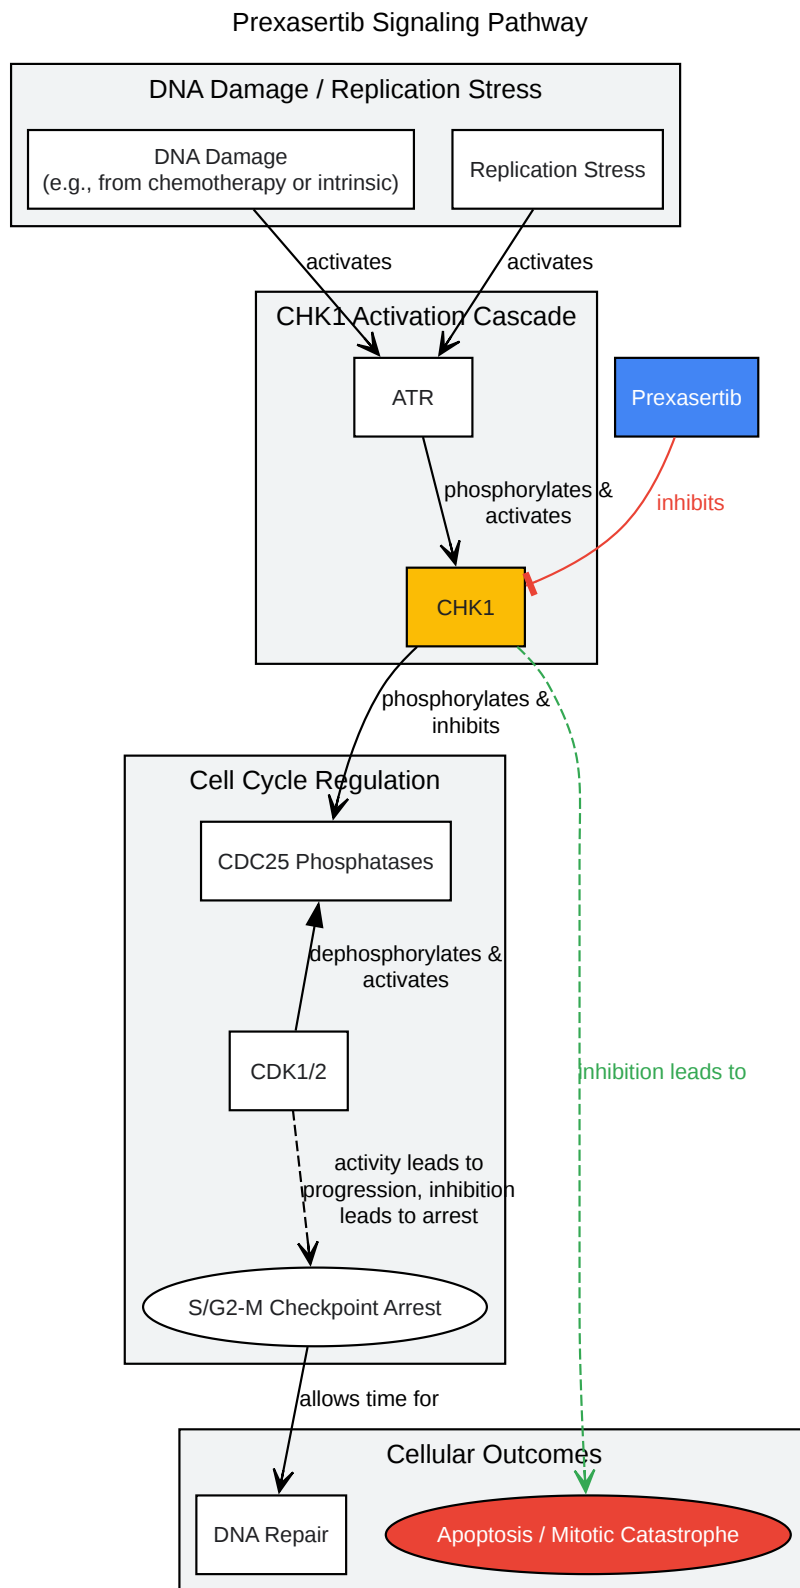 Prexasertib Signaling Pathway
DNA Damage / Replication Stress
DNA Damage
(e.g., from chemotherapy or intrinsic)
Replication Stress
activates
activates
CHK1 Activation Cascade
ATR
Prexasertib
phosphorylates &
activates
inhibits
CHK1
phosphorylates &
inhibits
Cell Cycle Regulation
CDC25 Phosphatases
dephosphorylates &
activates
CDK1/2
inhibition leads to
activity leads to
progression, inhibition
leads to arrest
S/G2-M Checkpoint Arrest
allows time for
Cellular Outcomes
DNA Repair
Apoptosis / Mitotic Catastrophe